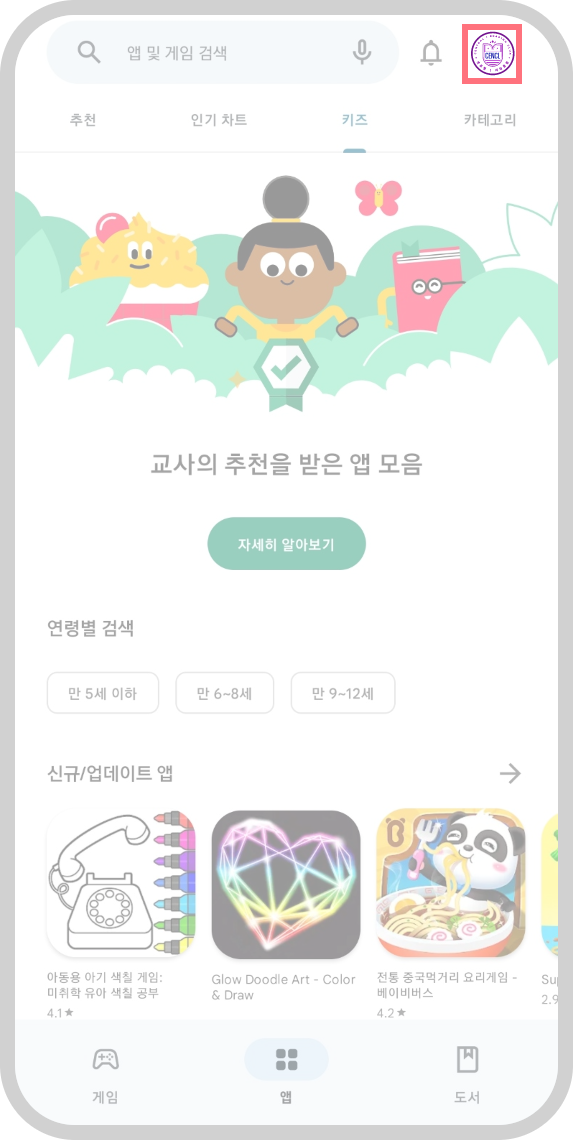 앱 및 게임 검색
CENCL
추천
인기 차트
키즈
카테고리
교사의 추천을 받은 앱 모음
자세히 알아보기
연령별 검색
만 5세 이하
만 6~8세
만 9~12세
신규/업데이트 앱
아동용 아기 색칠 게임:
미취학 유아 색칠 공부
4.1★
Glow Doodle Art - Color
& Draw
전통 중국먹거리 요리게임 -
베이비버스
4.2★
2.9
게임
앱
도서